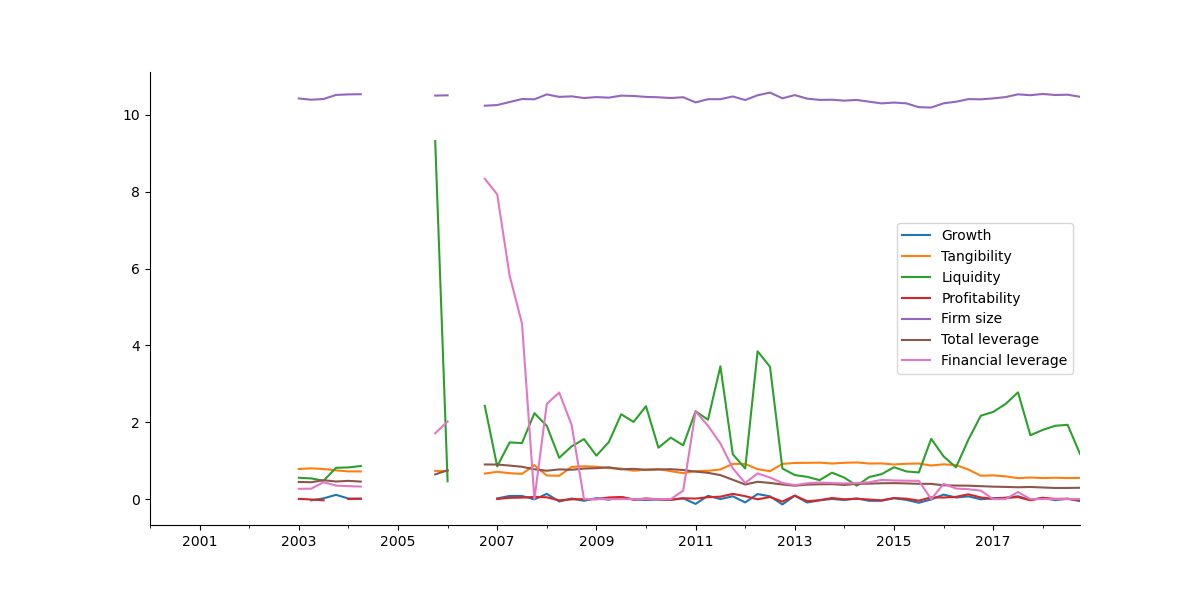 10
8
6
4
2
0
2001 2003 2005 2007 2009 2011 2013 2015 2017
Growth
Tangibility
Liquidity
Profitability
Firm size
Total leverage
Financial leverage